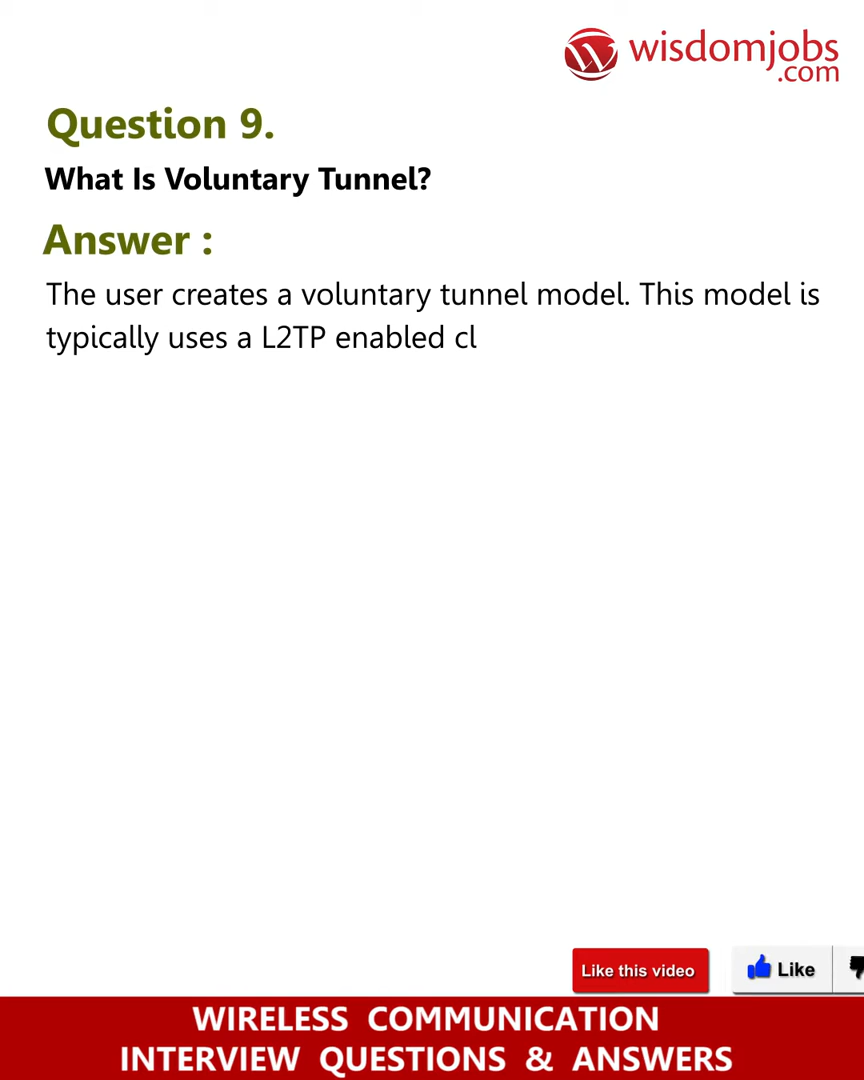 wisdomjobs
.com
Question 9.
What Is Voluntary Tunnel?
Answer :
The user creates a voluntary tunnel model. This model is
typically uses a L2TP enabled cl
Like this video
Like
WIRELESS COMMUNICATION
INTERVIEW QUESTIONS & ANSWERS